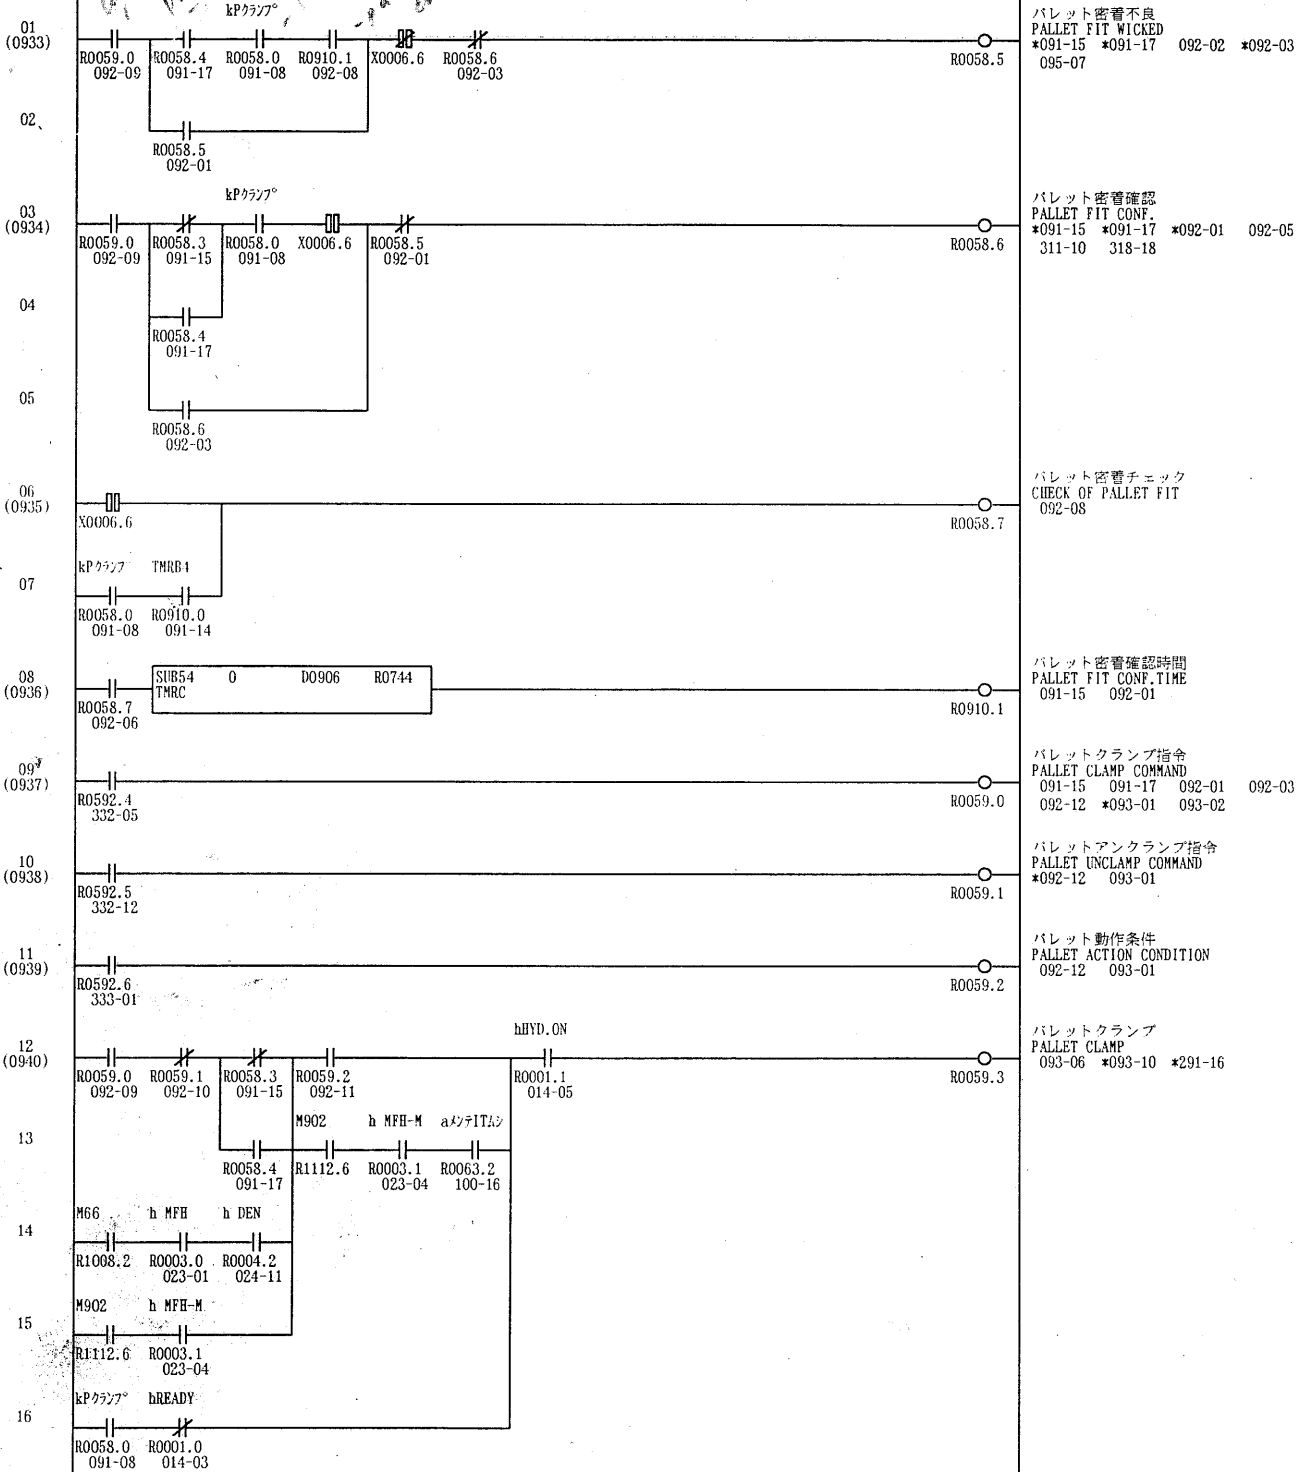 kPクランプ
01
(0933)
R0059.0 R0058.4 R0058.0 R0910.1 X0006.6 R0058.6 R0058.5
092-09 091-17 091-08 092-08 092-03
パレット密着不良
PALLET FIT WICKED
*091-15 *091-17 092-02 *092-03
095-07
02
R0058.5
092-01
kPクランプ
03
(0934)
R0059.0 R0058.3 R0058.0 X0006.6 R0058.5 R0058.6
092-09 091-15 091-08 092-01
パレット密着確認
PALLET FIT CONF.
*091-15 *091-17 *092-01 092-05
311-10 318-18
04
R0058.4
091-17
05
R0058.6
092-03
06
(0935)
X0006.6 R0058.7
パレット密着チェック
CHECK OF PALLET FIT
092-08
kPクランプ TMRB4
07
R0058.0 R0910.0
091-08 091-14
08
(0936)
SUB54 0 D0906 R0744
TMRC
R0058.7 R0910.1
092-06
パレット密着確認時間
PALLET FIT CONF.TIME
091-15 092-01
09
(0937)
R0592.4 R0059.0
332-05
パレットクランプ指令
PALLET CLAMP COMMAND
091-15 091-17 092-01 092-03
092-12 *093-01 093-02
10
(0938)
R0592.5 R0059.1
332-12
パレットアンクランプ指令
PALLET UNCLAMP COMMAND
*092-12 093-01
11
(0939)
R0592.6 R0059.2
333-01
パレット動作条件
PALLET ACTION CONDITION
092-12 093-01
hHYD.ON
12
(0940)
R0059.0 R0059.1 R0058.3 R0059.2 R0001.1 R0059.3
092-09 092-10 091-15 092-11 014-05
パレットクランプ
PALLET CLAMP
093-06 *093-10 *291-16
M902 h MFH-M aメンテITムシ
13
R0058.4 R1112.6 R0003.1 R0063.2
091-17 023-04 100-16
M66 h MFH h DEN
14
R1008.2 R0003.0 R0004.2
023-01 024-11
M902 h MFH-M
15
R1112.6 R0003.1
023-04
kPクランプ hREADY
16
R0058.0 R0001.0
091-08 014-03